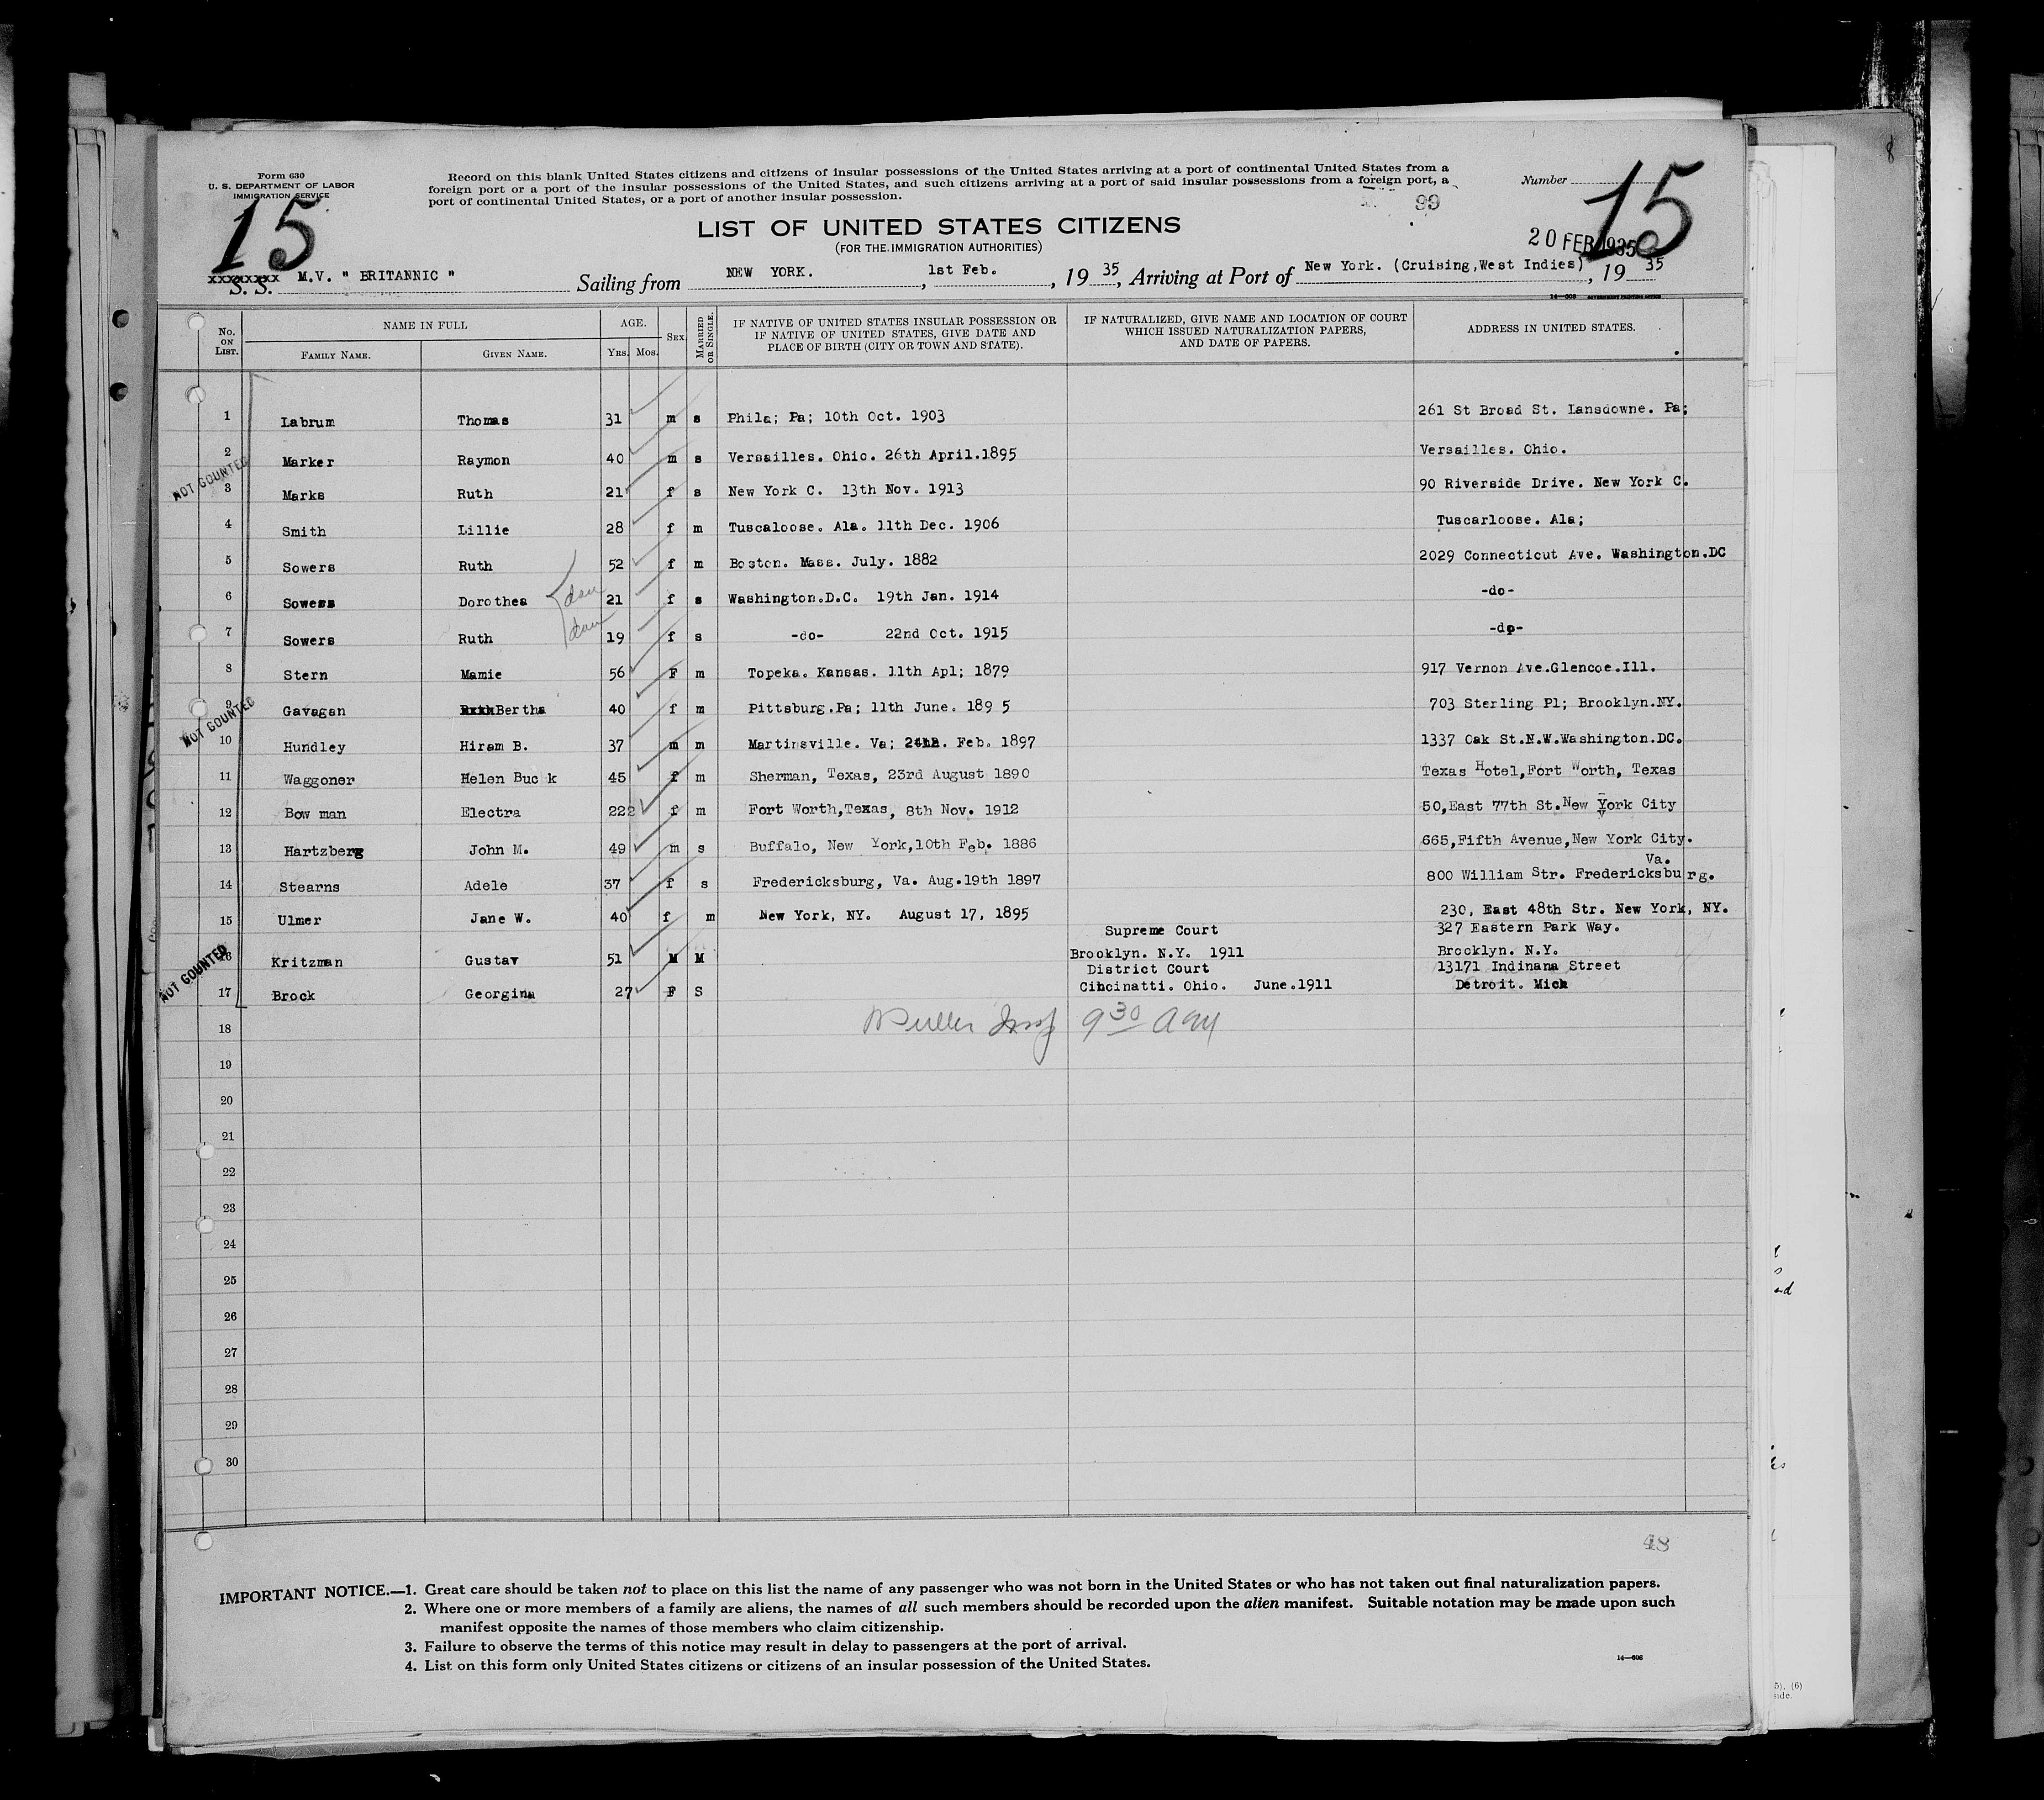 Form 630
U. S. DEPARTMENT OF LABOR
IMMIGRATION SERVICE
Record on this blank United States citizens and citizens of insular possessions of the United States arriving at a port of continental United States from a
foreign port or a port of the insular possessions of the United States, and such citizens arriving at a port of said insular possessions from a foreign port, a
port of continental United States, or a port of another insular possession.
Number
15
15
99
LIST OF UNITED STATES CITIZENS
(FOR THE IMMIGRATION AUTHORITIES)
20 FEB 1935
xxxxxxxx S. S. M.V. " BRITANNIC " Sailing from NEW YORK. , 1st Feb. , 19 35, Arriving at Port of New York. (Cruising,West Indies) , 19 35
No. ON LIST. NAME IN FULL FAMILY NAME. GIVEN NAME. AGE. YRS. MOS. SEX MARRIED OR SINGLE. IF NATIVE OF UNITED STATES INSULAR POSSESSION OR IF NATIVE OF UNITED STATES, GIVE DATE AND PLACE OF BIRTH (CITY OR TOWN AND STATE). IF NATURALIZED, GIVE NAME AND LOCATION OF COURT WHICH ISSUED NATURALIZATION PAPERS, AND DATE OF PAPERS. ADDRESS IN UNITED STATES.
1 Labrum Thomas 31 m s Phila; Pa; 10th Oct. 1903 261 St Broad St. Lansdowne. Pa;
2 Marker Raymon 40 m s Versailles. Ohio. 26th April.1895 Versailles. Ohio.
NOT COUNTED
3 Marks Ruth 21 f s New York C. 13th Nov. 1913 90 Riverside Drive. New York C.
4 Smith Lillie 28 f m Tuscaloose. Ala. 11th Dec. 1906 Tuscarloose. Ala;
5 Sowers Ruth 52 f m Boston. Mass. July. 1882 2029 Connecticut Ave. Washington.DC
6 Sowers Dorothea dau 21 f s Washington.D.C. 19th Jan. 1914 -do-
7 Sowers Ruth dau 19 f s -do- 22nd Oct. 1915 -do-
8 Stern Mamie 56 F m Topeka. Kansas. 11th Apl; 1879 917 Vernon Ave.Glencoe.Ill.
NOT COUNTED
9 Gavagan Bertha 40 f m Pittsburg.Pa; 11th June. 189 5 703 Sterling Pl; Brooklyn.NY.
10 Hundley Hiram B. 37 m m Martinsville. Va; Feb. 1897 1337 Oak St.N.W.Washington.DC.
11 Waggoner Helen Buc k 45 f m Sherman, Texas, 23rd August 1890 Texas Hotel,Fort Worth, Texas
12 Bow man Electra 222 f m Fort Worth,Texas, 8th Nov. 1912 50,East 77th St.New York City
13 Hartzberg John M. 49 m s Buffalo, New York,10th Feb. 1886 665,Fifth Avenue,New York City.
Va.
14 Stearns Adele 37 f s Fredericksburg, Va. Aug.19th 1897 800 William Str. Fredericksburg.
15 Ulmer Jane W. 40 f m New York, NY. August 17, 1895 230, East 48th Str. New York, NY.
Supreme Court 327 Eastern Park Way.
NOT COUNTED
16 Kritzman Gustav 51 M M Brooklyn. N.Y. 1911 Brooklyn. N.Y.
District Court 13171 Indinana Street
17 Brock Georgina 27 F S Cincinatti. Ohio. June.1911 Detroit. Mich
18 9 30 AM
19
20
21
22
23
24
25
26
27
28
29
30
48
IMPORTANT NOTICE.—1. Great care should be taken not to place on this list the name of any passenger who was not born in the United States or who has not taken out final naturalization papers.
2. Where one or more members of a family are aliens, the names of all such members should be recorded upon the alien manifest. Suitable notation may be made upon such
manifest opposite the names of those members who claim citizenship.
3. Failure to observe the terms of this notice may result in delay to passengers at the port of arrival.
4. List on this form only United States citizens or citizens of an insular possession of the United States.
14—608